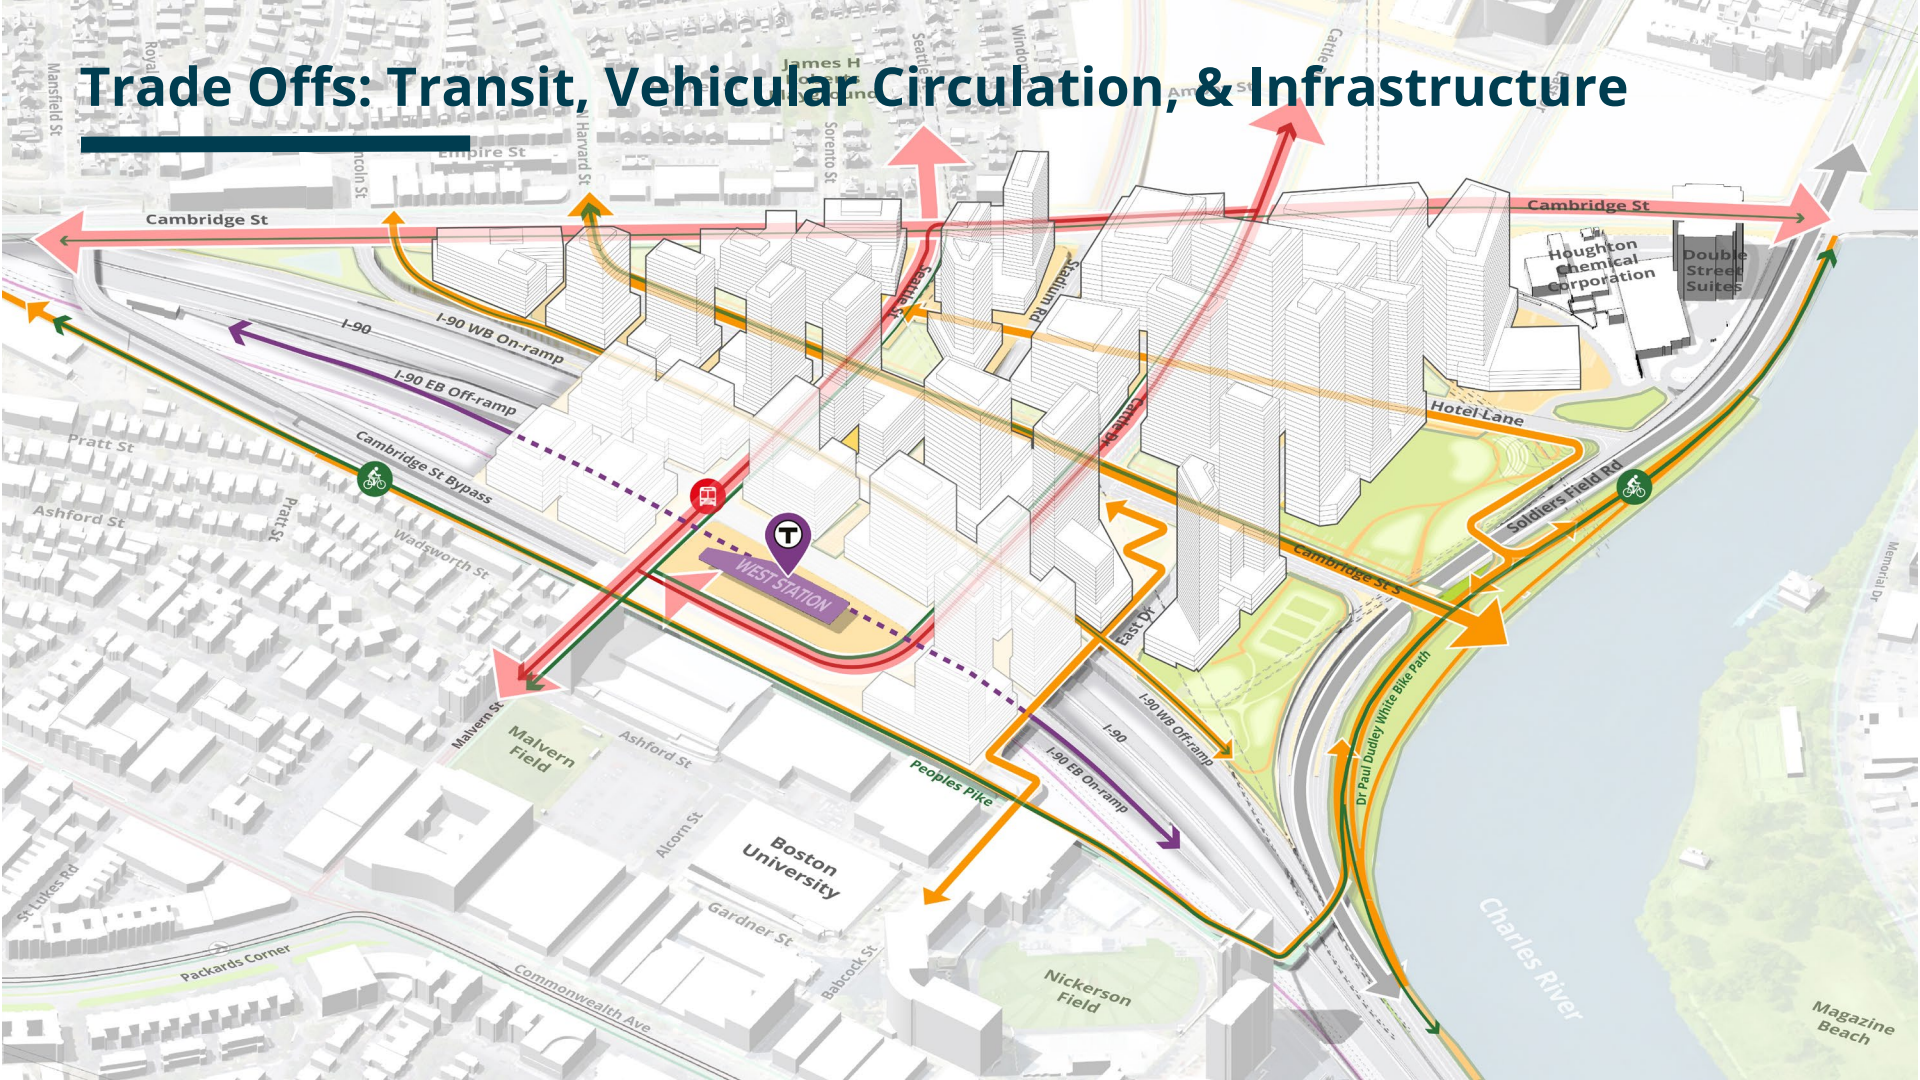 Trade Offs: Transit, Vehicular Circulation, & Infrastructure
Mansfield St
N Harvard St
Sorento St
James H
Empire St
Cambridge St
Cambridge St
Houghton
Chemical
Corporation
Double
Street
Suites
Seattle St
Stadium Rd
Cattle Dr
I-90
I-90 WB On-ramp
I-90 EB Off-ramp
Cambridge St Bypass
Hotel Lane
Soldiers Field Rd
Pratt St
Ashford St
Pratt St
Wadsworth St
T
WEST STATION
Cambridge St S
East Dr
Memorial Dr
Malvern St
Malvern
Field
Ashford St
Peoples Pike
I-90 WB Off-ramp
I-90
I-90 EB On-ramp
Dr Paul Dudley White Bike Path
Alcorn St
Boston
University
Gardner St
Babcock St
St Lukes Rd
Packards Corner
Commonwealth Ave
Nickerson
Field
Charles River
Magazine
Beach